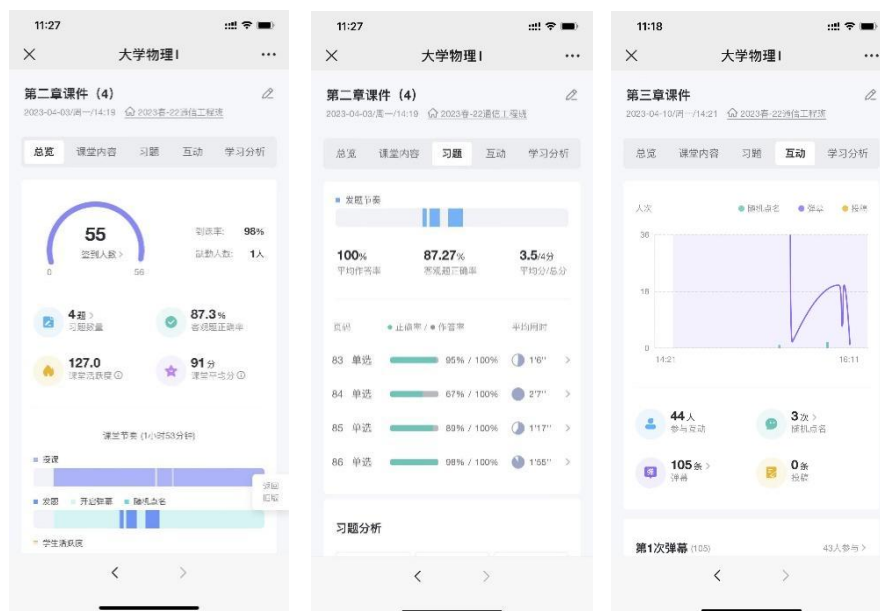 11:27
大学物理I
第二章课件（4）
2023-04-03/周一/14:19 2023春-22通信工程班
总览 课堂内容 习题 互动 学习分析
55
签到人数>
0 56
到课率: 98%
缺勤人数: 1人
4题>
习题数量
87.3%
客观题正确率
127.0
课堂活跃度
91分
课堂平均分
课堂节奏 (1小时53分钟)
授课
发题 开启弹幕 随机点名
学生活跃度
11:27
大学物理I
第二章课件（4）
2023-04-03/周一/14:19 2023春-22通信工程班
总览 课堂内容 习题 互动 学习分析
发题节奏
100% 87.27% 3.5/4分
平均作答率 客观题正确率 平均分/总分
页码 正确率/作答率 平均用时
83 单选 95% / 100% 1'6" >
84 单选 67% / 100% 2'7" >
85 单选 89% / 100% 1'17" >
86 单选 98% / 100% 1'55" >
习题分析
11:18
大学物理I
第三章课件
2023-04-10/周一/14:21 2023春-22通信工程班
总览 课堂内容 习题 互动 学习分析
人次 随机点名 弹幕 投稿
36
18
0
14:21 16:11
44人
参与互动
3次>
随机点名
105条>
弹幕
0条
投稿
第1次弹幕 (105) 43人参与>